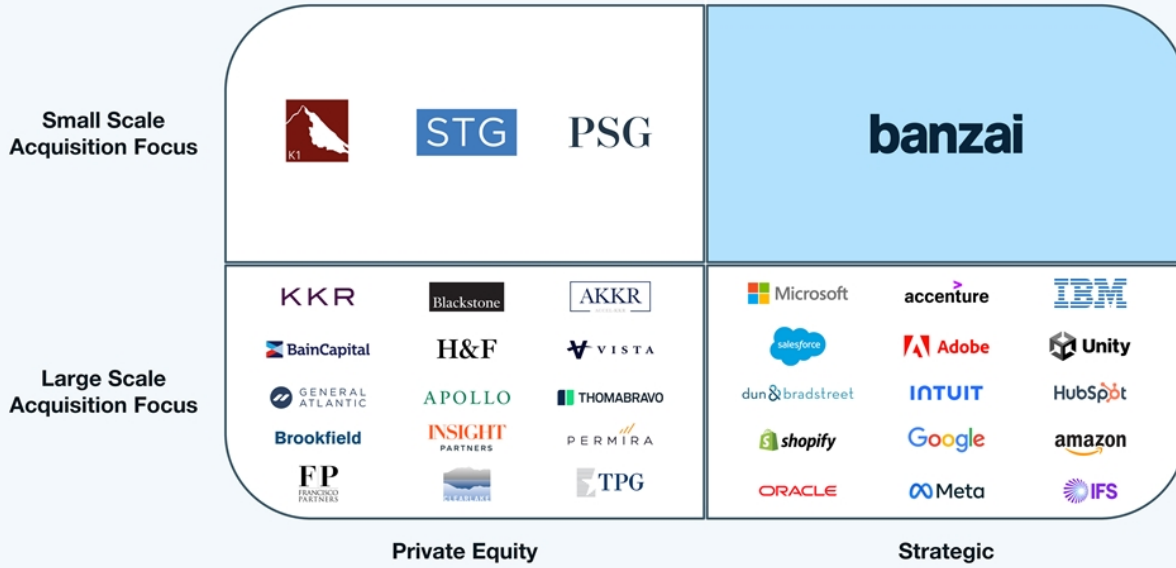 Small Scale
Acquisition Focus
K1
STG
PSG
banzai
Large Scale
Acquisition Focus
KKR
Blackstone
AKKR
Microsoft
accenture
IBM
BainCapital
H&F
VISTA
salesforce
Adobe
Unity
GENERAL
ATLANTIC
APOLLO
THOMABRAVO
dun&bradstreet
INTUIT
HubSpot
Brookfield
INSIGHT
PARTNERS
PERMIRA
shopify
Google
amazon
FP
FRANCISCO
PARTNERS
CLEARLAKE
TPG
ORACLE
Meta
IFS
Private Equity
Strategic